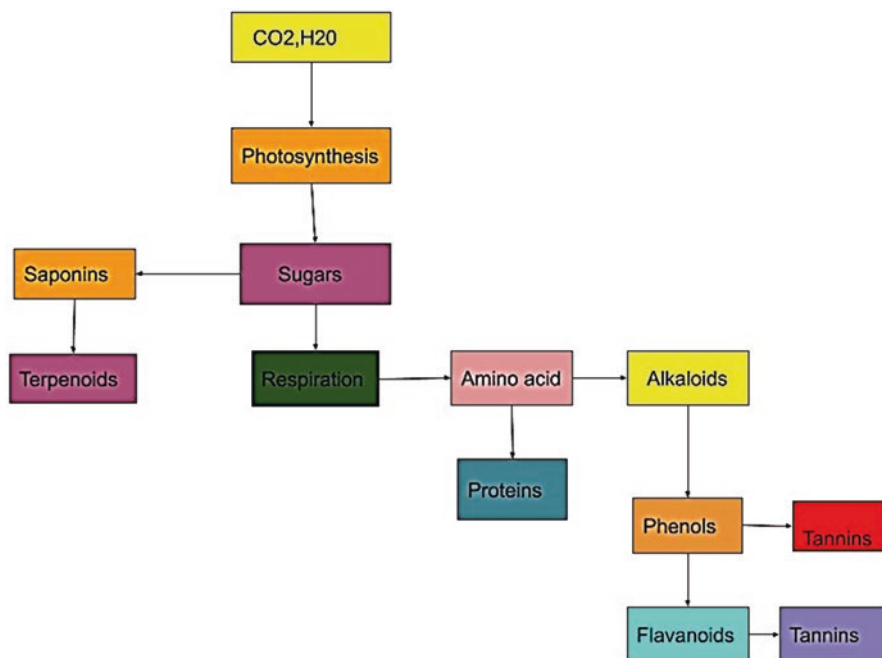 CO2,H20
Photosynthesis
Saponins
Sugars
Terpenoids
Respiration
Amino acid
Alkaloids
Proteins
Phenols
Tannins
Flavanoids
Tannins